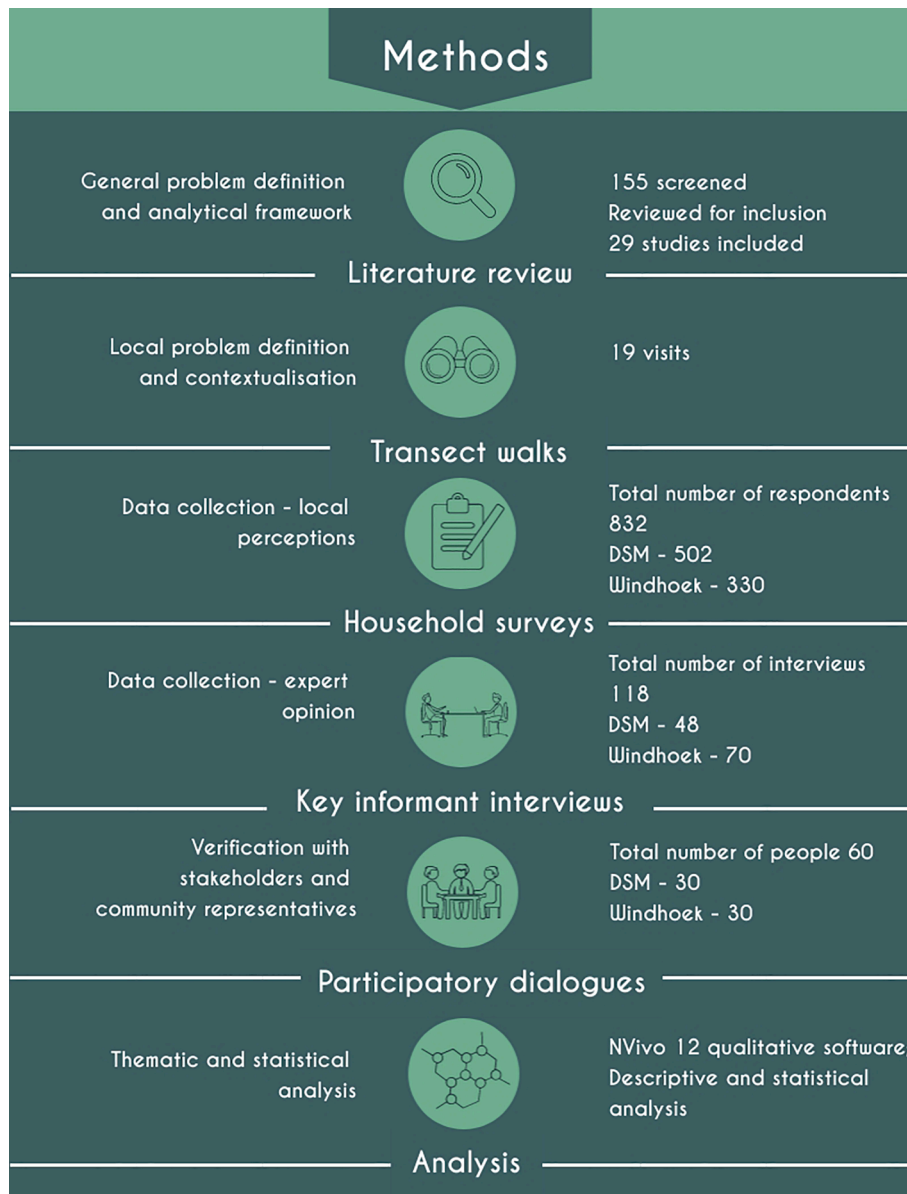 Methods
General problem definition
and analytical framework
155 screened
Reviewed for inclusion
29 studies included
Literature review
Local problem definition
and contextualisation
19 visits
Transect walks
Data collection - local
perceptions
Total number of respondents
832
DSM - 502
Windhoek - 330
Household surveys
Data collection - expert
opinion
Total number of interviews
118
DSM - 48
Windhoek - 70
Key informant interviews
Verification with
stakeholders and
community representatives
Total number of people 60
DSM - 30
Windhoek - 30
Participatory dialogues
Thematic and statistical
analysis
NVivo 12 qualitative software
Descriptive and statistical
analysis
Analysis